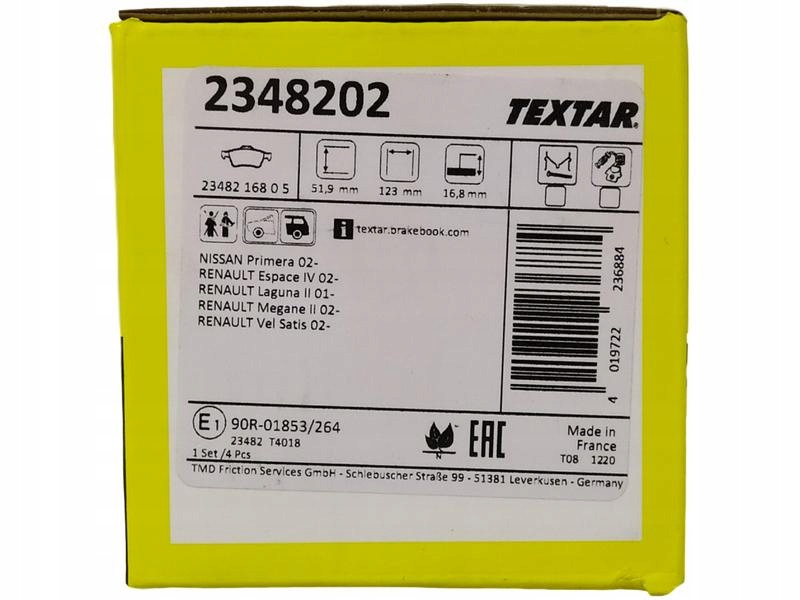 2348202
TEXTAR
23482 168 0 5
51,9 mm
123 mm
16,8 mm
i textar.brakebook.com
NISSAN Primera 02-
RENAULT Espace IV 02-
RENAULT Laguna II 01-
RENAULT Megane II 02-
RENAULT Vel Satis 02-
4 019722 236884
E1 90R-01853/264
23482 T4018
1 Set /4 Pcs
N
EAC
Made in
France
T08 1220
TMD Friction Services GmbH - Schlebuscher Straße 99 - 51381 Leverkusen - Germany